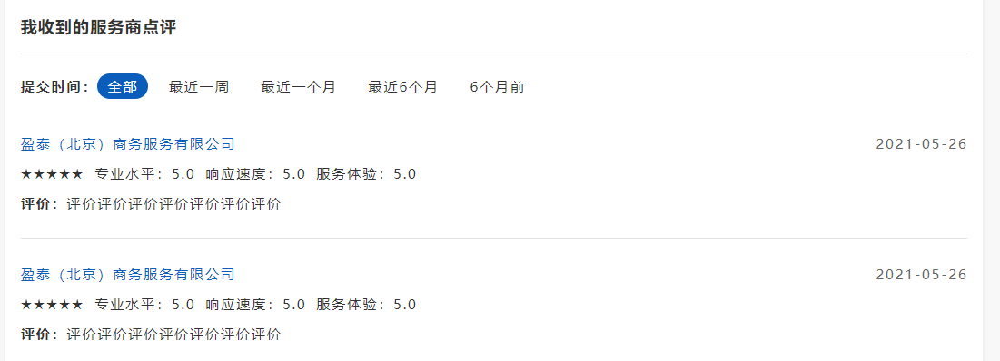 我收到的服务商点评
提交时间： 全部 最近一周 最近一个月 最近6个月 6个月前
盈泰（北京）商务服务有限公司 2021-05-26
★★★★★ 专业水平：5.0 响应速度：5.0 服务体验：5.0
评价：评价评价评价评价评价评价评价
盈泰（北京）商务服务有限公司 2021-05-26
★★★★★ 专业水平：5.0 响应速度：5.0 服务体验：5.0
评价：评价评价评价评价评价评价评价